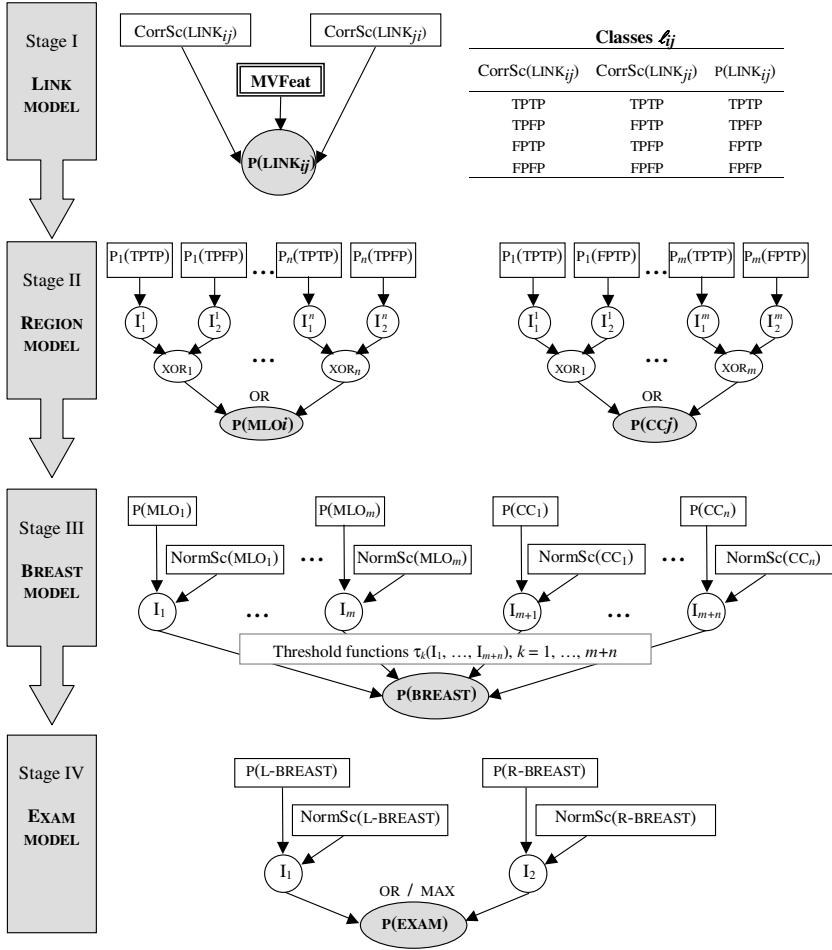 Stage I
LINK
MODEL
CorrSc(LINKij)
CorrSc(LINKji)
MVFeat
P(LINKij)
Classes ℓij
CorrSc(LINKij) CorrSc(LINKji) P(LINKij)
TPTP TPTP TPTP
TPFP FPTP TPFP
FPTP TPFP FPTP
FPFP FPFP FPFP
Stage II
REGION
MODEL
P1(TPTP) P1(TPFP) ... Pn(TPTP) Pn(TPFP)
I11 I21 I1n I2n
XOR1 ... XORn
OR
P(MLOi)
P1(TPTP) P1(FPTP) ... Pm(TPTP) Pm(FPTP)
I11 I21 I1m I2m
XOR1 ... XORm
OR
P(CCj)
Stage III
BREAST
MODEL
P(MLO1) P(MLOm) P(CC1) P(CCn)
NormSc(MLO1) ... NormSc(MLOm) NormSc(CC1) ... NormSc(CCn)
I1 ... Im Im+1 ... Im+n
Threshold functions τk(I1, ..., Im+n), k = 1, ..., m+n
P(BREAST)
Stage IV
EXAM
MODEL
P(L-BREAST) P(R-BREAST)
NormSc(L-BREAST) NormSc(R-BREAST)
I1 I2
OR / MAX
P(EXAM)